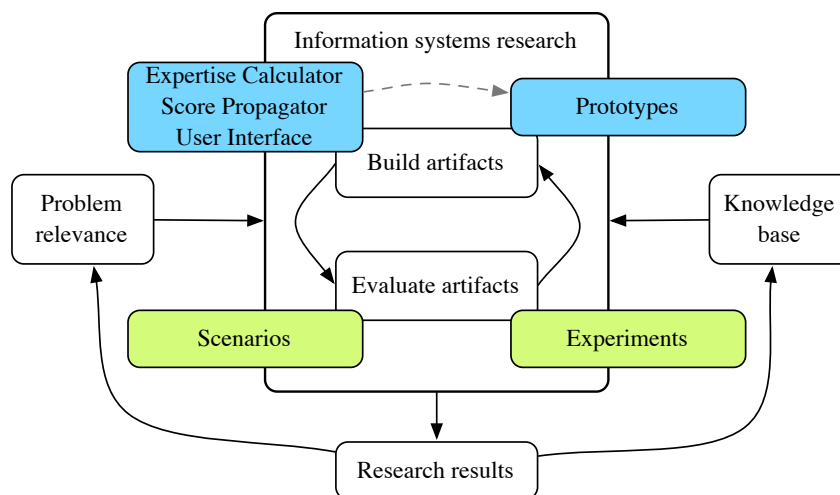 Information systems research
Expertise Calculator
Score Propagator
User Interface
Prototypes
Build artifacts
Problem
relevance
Knowledge
base
Evaluate artifacts
Scenarios
Experiments
Research results